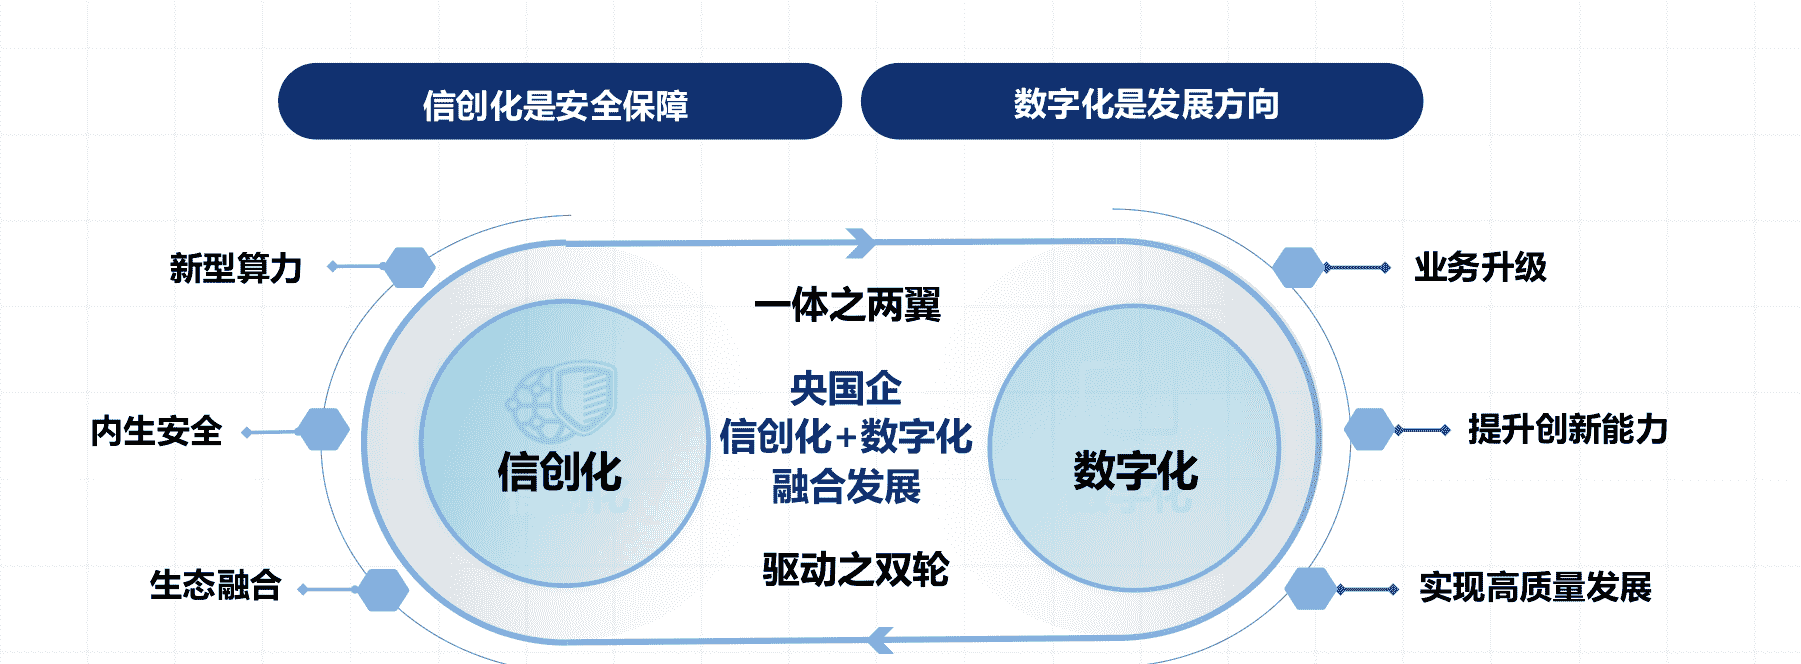 信创化是安全保障
数字化是发展方向
新型算力
内生安全
生态融合
信创化
一体之两翼
央国企
信创化+数字化
融合发展
驱动之双轮
数字化
业务升级
提升创新能力
实现高质量发展